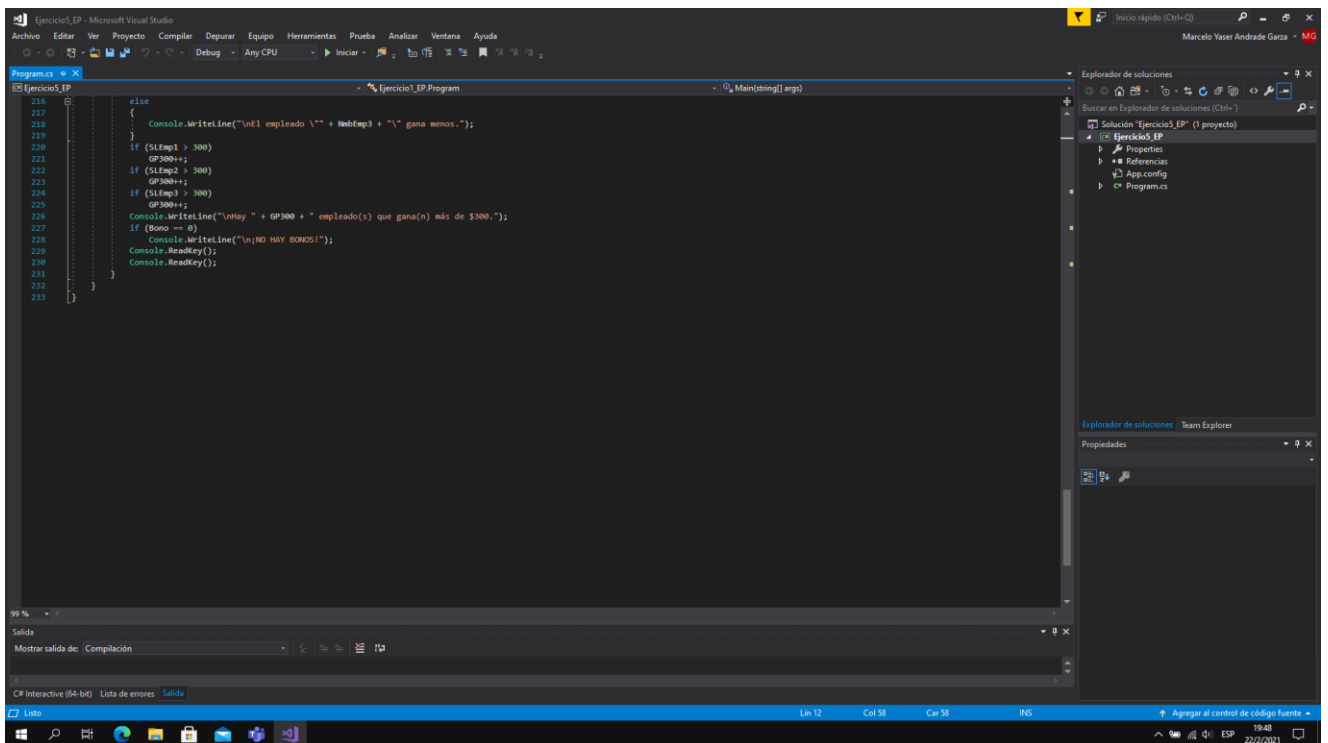 Ejercicio5_EP - Microsoft Visual Studio
Inicio rápido (Ctrl+Q)
Archivo Editar Ver Proyecto Compilar Depurar Equipo Herramientas Prueba Analizar Ventana Ayuda
Marcelo Yaser Andrade Garza MG
Debug Any CPU Iniciar
Program.cs
Ejercicio5_EP Ejercicio1_EP.Program Main(string[] args)
216 else
217 {
218 Console.WriteLine("\nEl empleado \"" + NmbEmp3 + "\" gana menos.");
219 }
220 if (SLEmp1 > 300)
221 GP300++;
222 if (SLEmp2 > 300)
223 GP300++;
224 if (SLEmp3 > 300)
225 GP300++;
226 Console.WriteLine("\nHay " + GP300 + " empleado(s) que gana(n) más de $300.");
227 if (Bono == 0)
228 Console.WriteLine("\n¡NO HAY BONOS!");
229 Console.ReadKey();
230 Console.ReadKey();
231 }
232 }
233 }
99 %
Explorador de soluciones
Buscar en Explorador de soluciones (Ctrl+´)
Solución "Ejercicio5_EP" (1 proyecto)
Ejercicio5_EP
Properties
Referencias
App.config
C# Program.cs
Explorador de soluciones Team Explorer
Propiedades
Salida
Mostrar salida de: Compilación
C# Interactive (64-bit) Lista de errores Salida
Listo Lín 12 Col 58 Car 58 INS Agregar al control de código fuente
ESP
19:48
22/2/2021